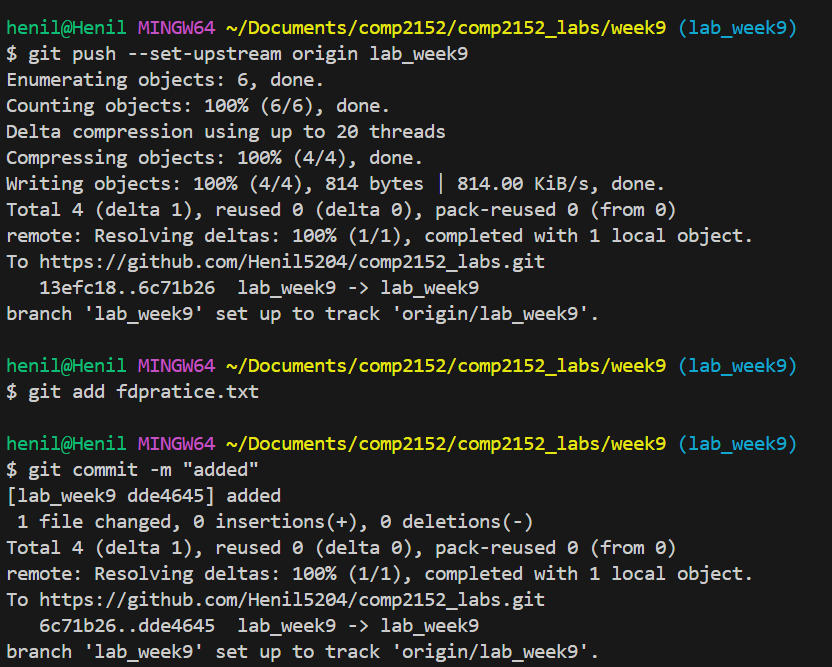 henil@Henil MINGW64 ~/Documents/comp2152/comp2152_labs/week9 (lab_week9)
$ git push --set-upstream origin lab_week9
Enumerating objects: 6, done.
Counting objects: 100% (6/6), done.
Delta compression using up to 20 threads
Compressing objects: 100% (4/4), done.
Writing objects: 100% (4/4), 814 bytes | 814.00 KiB/s, done.
Total 4 (delta 1), reused 0 (delta 0), pack-reused 0 (from 0)
remote: Resolving deltas: 100% (1/1), completed with 1 local object.
To https://github.com/Henil5204/comp2152_labs.git
   13efc18..6c71b26  lab_week9 -> lab_week9
branch 'lab_week9' set up to track 'origin/lab_week9'.
henil@Henil MINGW64 ~/Documents/comp2152/comp2152_labs/week9 (lab_week9)
$ git add fdpratice.txt
henil@Henil MINGW64 ~/Documents/comp2152/comp2152_labs/week9 (lab_week9)
$ git commit -m "added"
[lab_week9 dde4645] added
 1 file changed, 0 insertions(+), 0 deletions(-)
Total 4 (delta 1), reused 0 (delta 0), pack-reused 0 (from 0)
remote: Resolving deltas: 100% (1/1), completed with 1 local object.
To https://github.com/Henil5204/comp2152_labs.git
   6c71b26..dde4645  lab_week9 -> lab_week9
branch 'lab_week9' set up to track 'origin/lab_week9'.